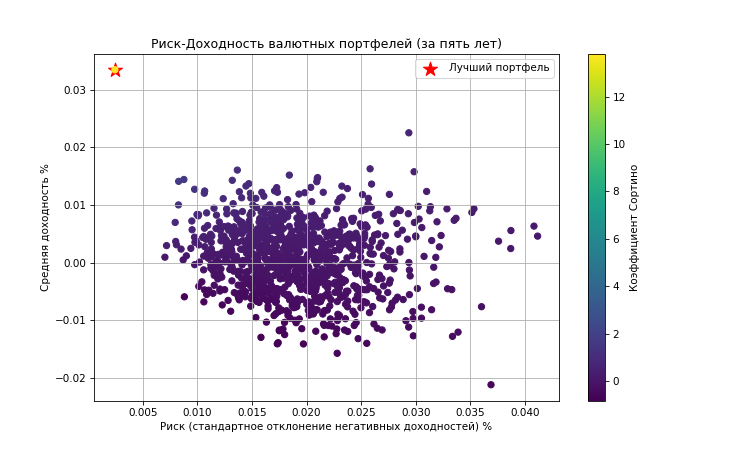 Риск-Доходность валютных портфелей (за пять лет)
Лучший портфель
Средняя доходность %
0.03
0.02
0.01
0.00
−0.01
−0.02
0.005 0.010 0.015 0.020 0.025 0.030 0.035 0.040
Риск (стандартное отклонение негативных доходностей) %
12
10
8
6
4
2
0
Коэффициент Сортино